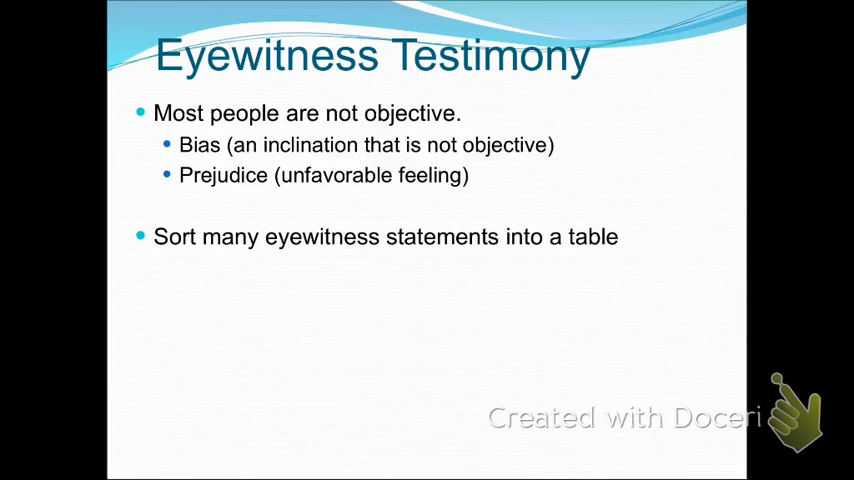 Eyewitness Testimony
Most people are not objective.
Bias (an inclination that is not objective)
Prejudice (unfavorable feeling)
Sort many eyewitness statements into a table
Created with Doceri